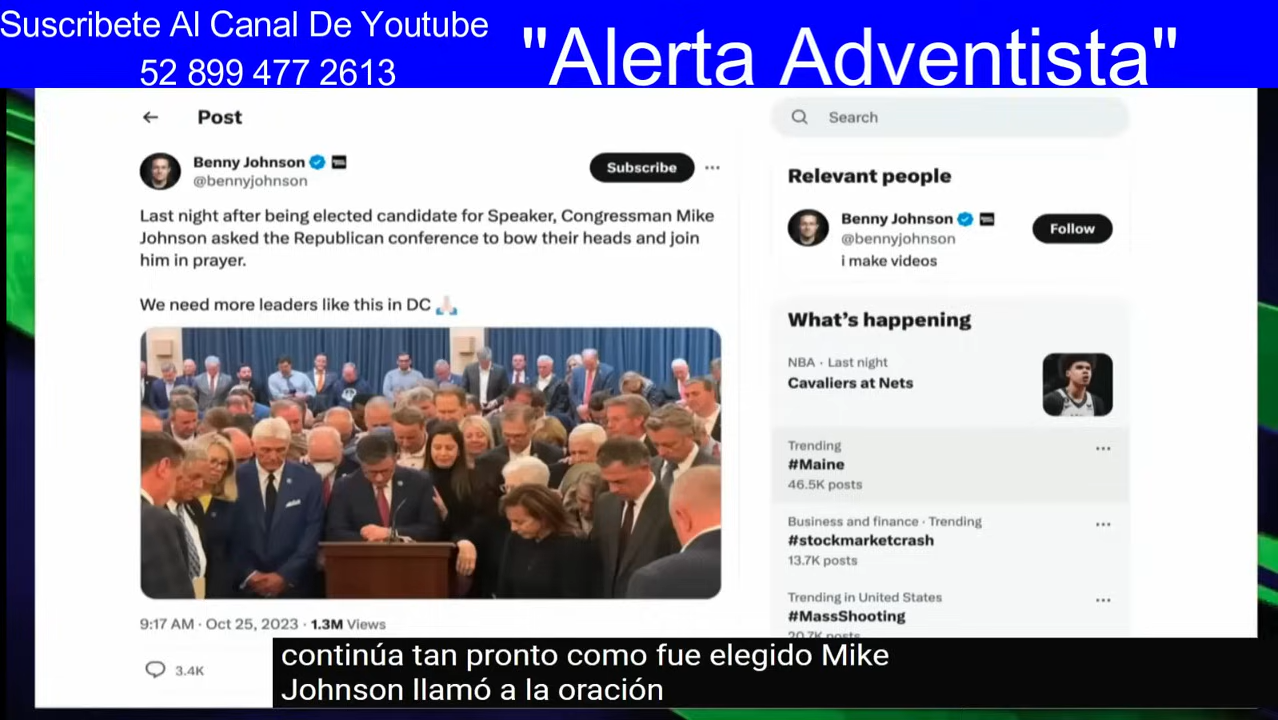 Suscribete Al Canal De Youtube
52 899 477 2613
"Alerta Adventista"
Post
Benny Johnson
@bennyjohnson
Subscribe
Last night after being elected candidate for Speaker, Congressman Mike
Johnson asked the Republican conference to bow their heads and join
him in prayer.
We need more leaders like this in DC 🙏🏻
9:17 AM · Oct 25, 2023 · 1.3M Views
3.4K
Search
Relevant people
Benny Johnson
@bennyjohnson
Follow
i make videos
What's happening
NBA · Last night
Cavaliers at Nets
Trending
#Maine
46.5K posts
Business and finance · Trending
#stockmarketcrash
13.7K posts
Trending in United States
#MassShooting
20.7K posts
continúa tan pronto como fue elegido Mike
Johnson llamó a la oración